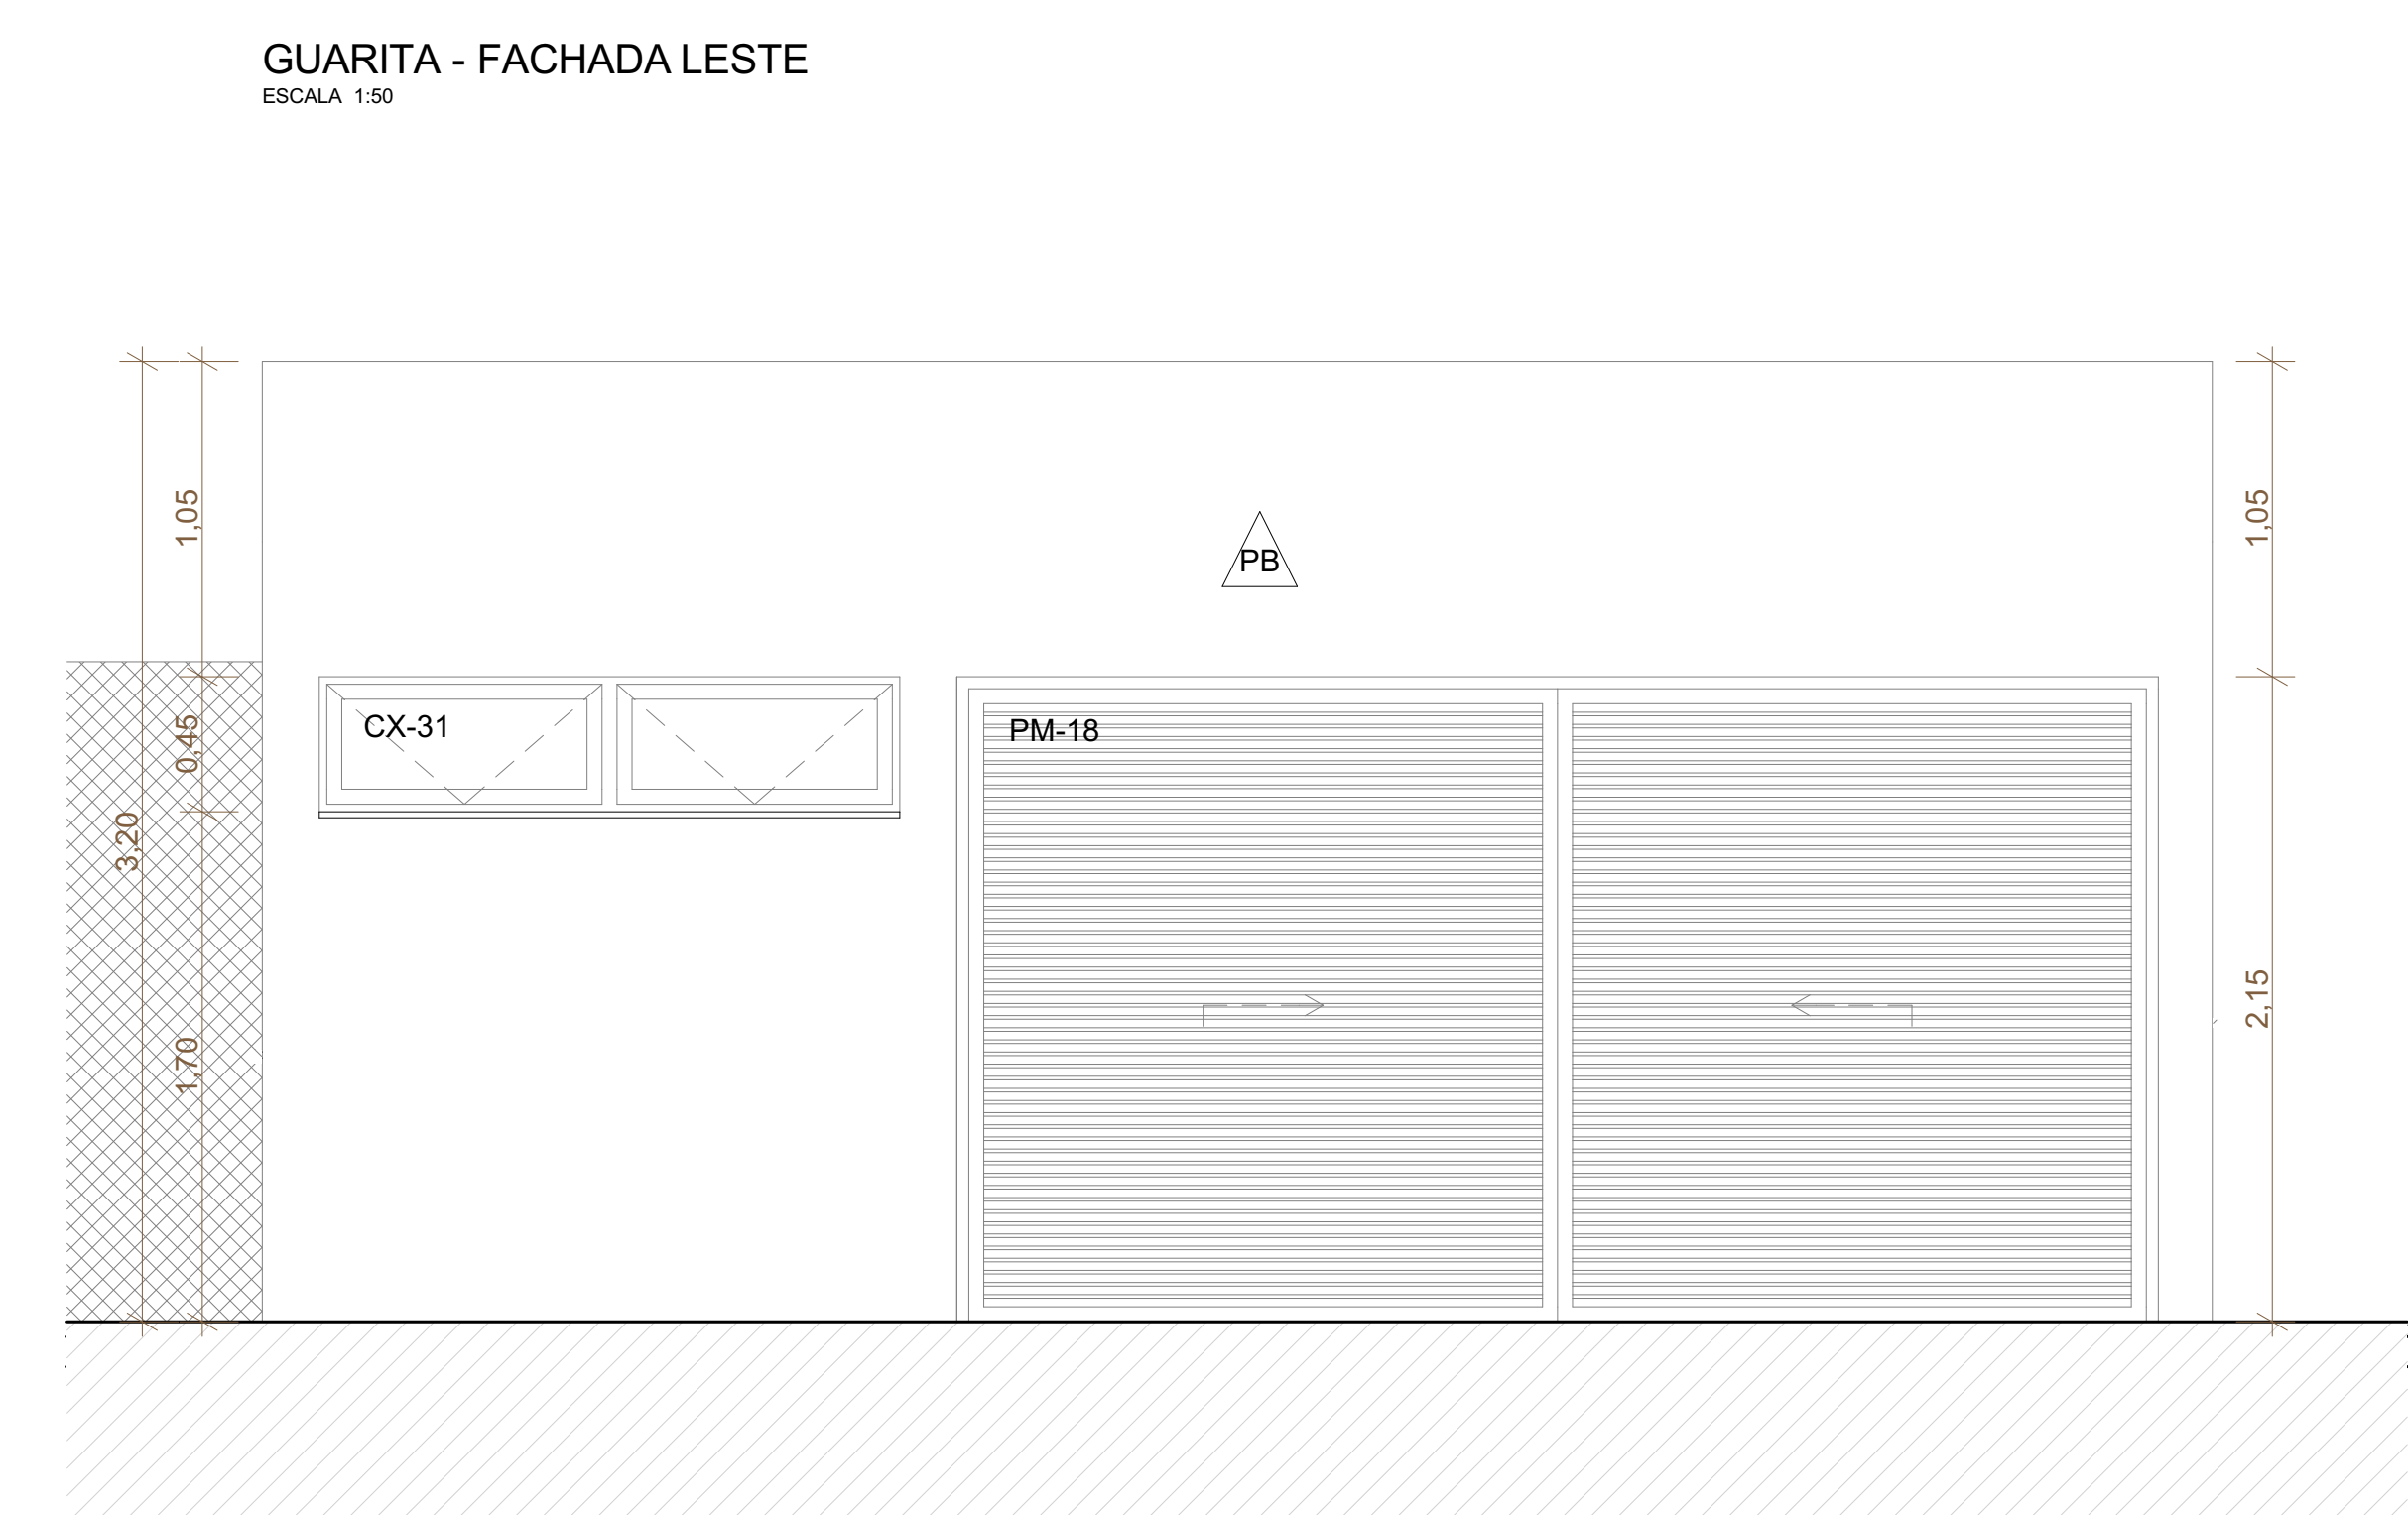 GUARITA - FACHADA LESTE
ESCALA 1:50
1,05
1,05
PB
CX-31
PM-18
0,45
3,20
2,15
1,70